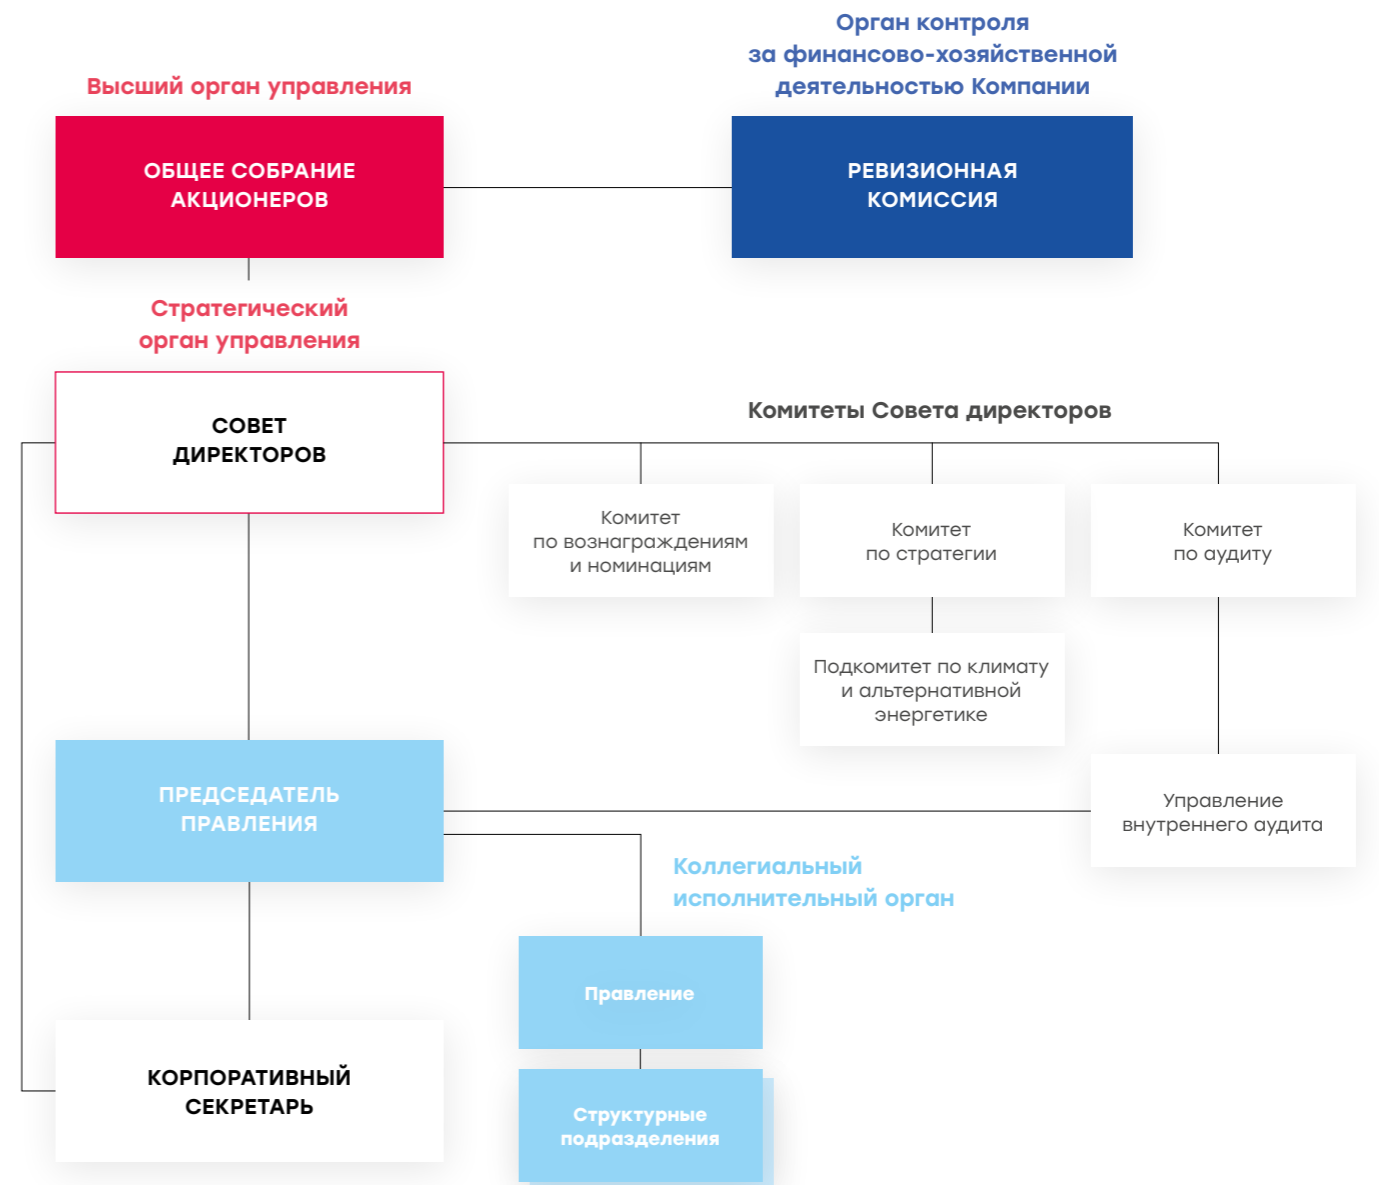 Орган контроля
за финансово-хозяйственной
деятельностью Компании
Высший орган управления
ОБЩЕЕ СОБРАНИЕ
АКЦИОНЕРОВ
РЕВИЗИОННАЯ
КОМИССИЯ
Стратегический
орган управления
СОВЕТ
ДИРЕКТОРОВ
Комитеты Совета директоров
Комитет
по вознаграждениям
и номинациям
Комитет
по стратегии
Комитет
по аудиту
Подкомитет по климату
и альтернативной
энергетике
ПРЕДСЕДАТЕЛЬ
ПРАВЛЕНИЯ
Управление
внутреннего аудита
Коллегиальный
исполнительный орган
Правление
КОРПОРАТИВНЫЙ
СЕКРЕТАРЬ
Структурные
подразделения